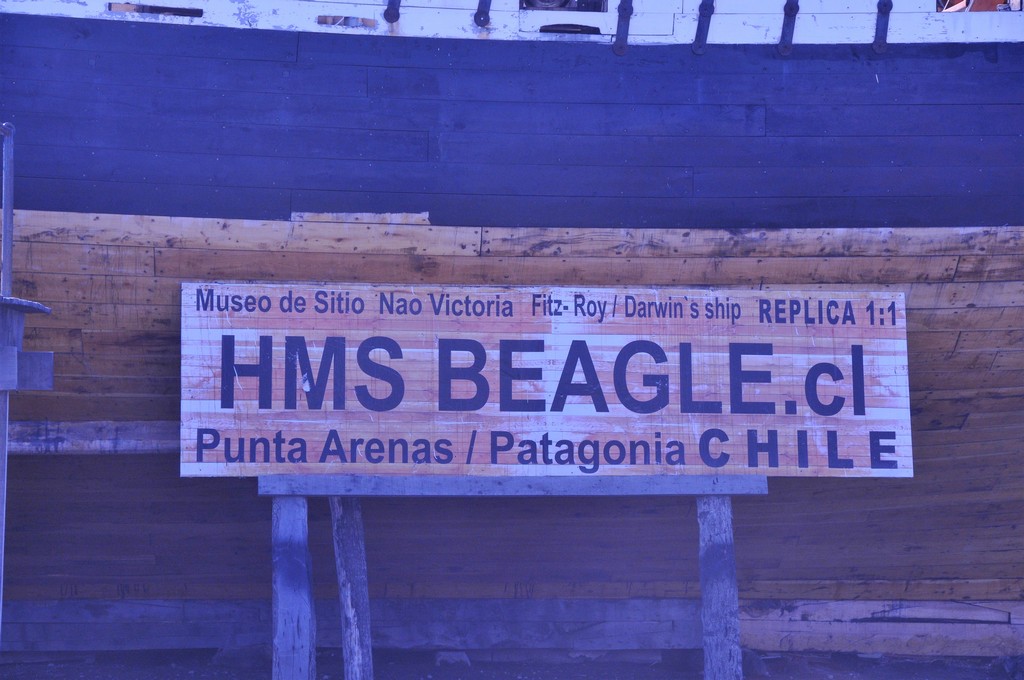 Museo de Sitio Nao Victoria Fitz- Roy / Darwin`s ship REPLICA 1:1
HMS BEAGLE.cl
Punta Arenas / Patagonia CHILE